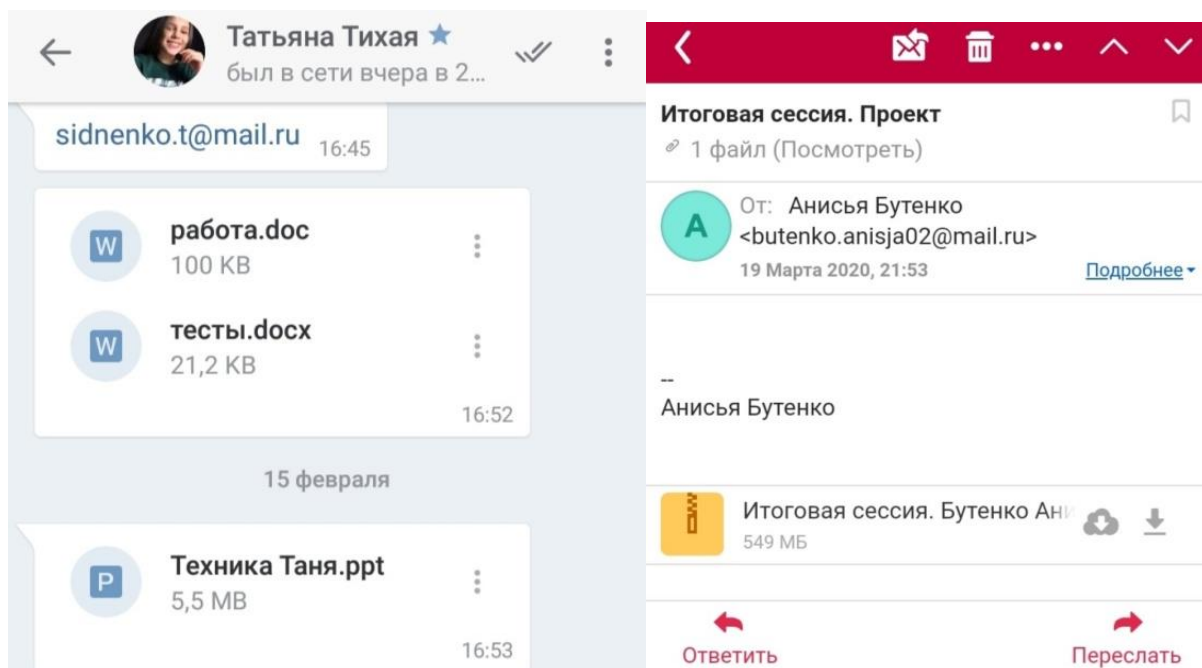 Татьяна Тихая
был в сети вчера в 2...
sidnenko.t@mail.ru 16:45
W работа.doc
100 KB
W тесты.docx
21,2 KB
16:52
15 февраля
P Техника Таня.ppt
5,5 MB
16:53
Итоговая сессия. Проект
1 файл (Посмотреть)
А
От: Анисья Бутенко
<butenko.anisja02@mail.ru>
19 Марта 2020, 21:53 Подробнее
--
Анисья Бутенко
Итоговая сессия. Бутенко Ани
549 МБ
Ответить Переслать